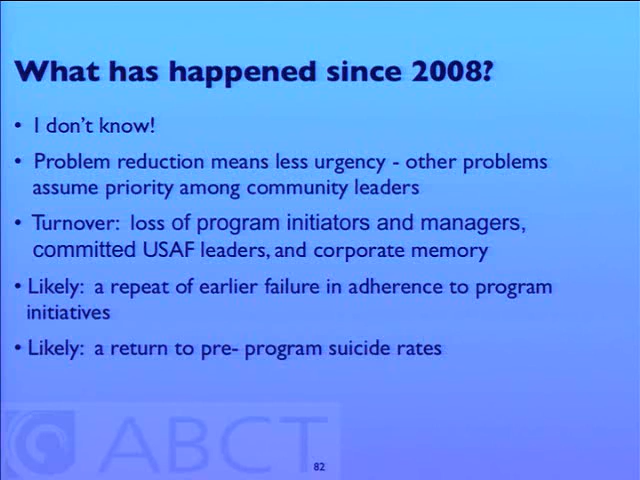 What has happened since 2008?
• I don't know!
• Problem reduction means less urgency - other problems
assume priority among community leaders
• Turnover: loss of program initiators and managers,
committed USAF leaders, and corporate memory
• Likely: a repeat of earlier failure in adherence to program
initiatives
• Likely: a return to pre- program suicide rates
ABCT
82